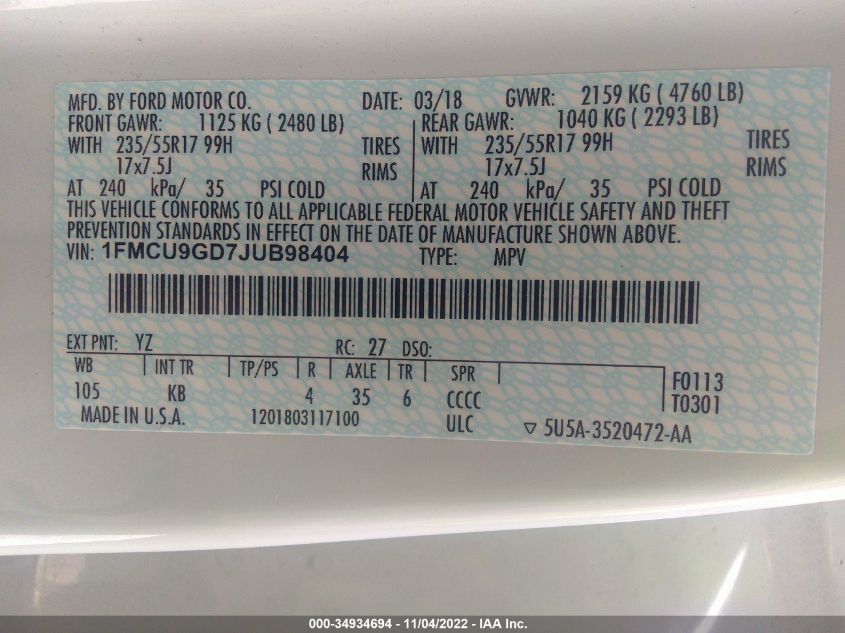 MFD. BY FORD MOTOR CO. DATE: 03/18 GVWR: 2159 KG ( 4760 LB)
FRONT GAWR: 1125 KG ( 2480 LB) REAR GAWR: 1040 KG ( 2293 LB)
WITH 235/55R17 99H TIRES WITH 235/55R17 99H TIRES
17x7.5J RIMS 17x7.5J RIMS
AT 240 kPa/ 35 PSI COLD AT 240 kPa/ 35 PSI COLD
THIS VEHICLE CONFORMS TO ALL APPLICABLE FEDERAL MOTOR VEHICLE SAFETY AND THEFT
PREVENTION STANDARDS IN EFFECT ON THE DATE OF MANUFACTURE SHOWN ABOVE.
VIN: 1FMCU9GD7JUB98404 TYPE: MPV
EXT PNT: YZ RC: 27 DSO:
WB INT TR TP/PS R AXLE TR SPR F0113
105 KB 4 35 6 CCCC T0301
MADE IN U.S.A. 1201803117100 ULC ▽ 5U5A-3520472-AA
000-34934694 - 11/04/2022 - IAA Inc.